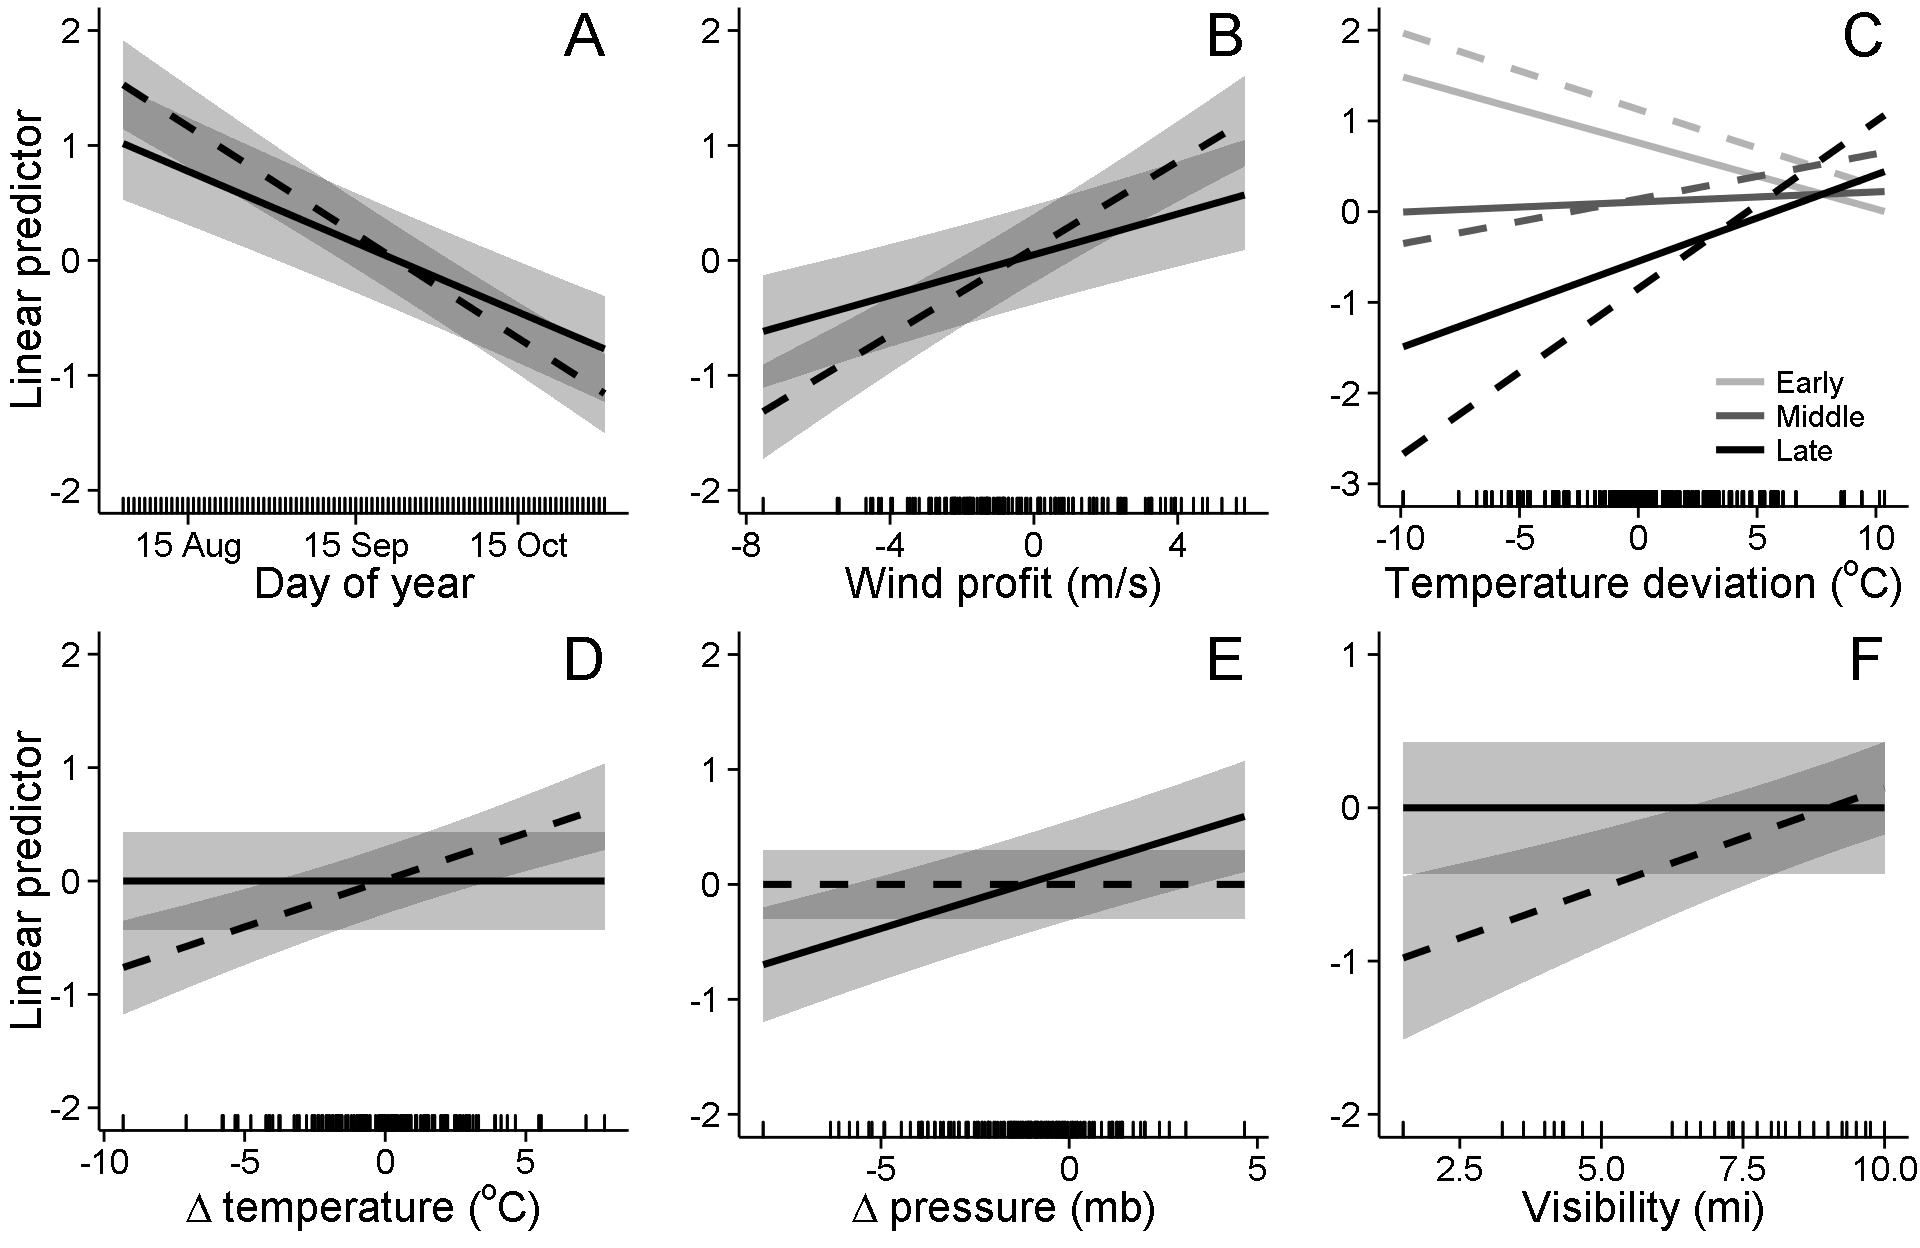 A
2
1
0
-1
-2
Linear predictor
15 Aug 15 Sep 15 Oct
Day of year
B
2
1
0
-1
-2
-8 -4 0 4
Wind profit (m/s)
C
2
1
0
-1
-2
-3
Early
Middle
Late
-10 -5 0 5 10
Temperature deviation (°C)
D
2
1
0
-1
-2
Linear predictor
-10 -5 0 5
Δ temperature (°C)
E
2
1
0
-1
-2
-5 0 5
Δ pressure (mb)
F
1
0
-1
-2
2.5 5.0 7.5 10.0
Visibility (mi)